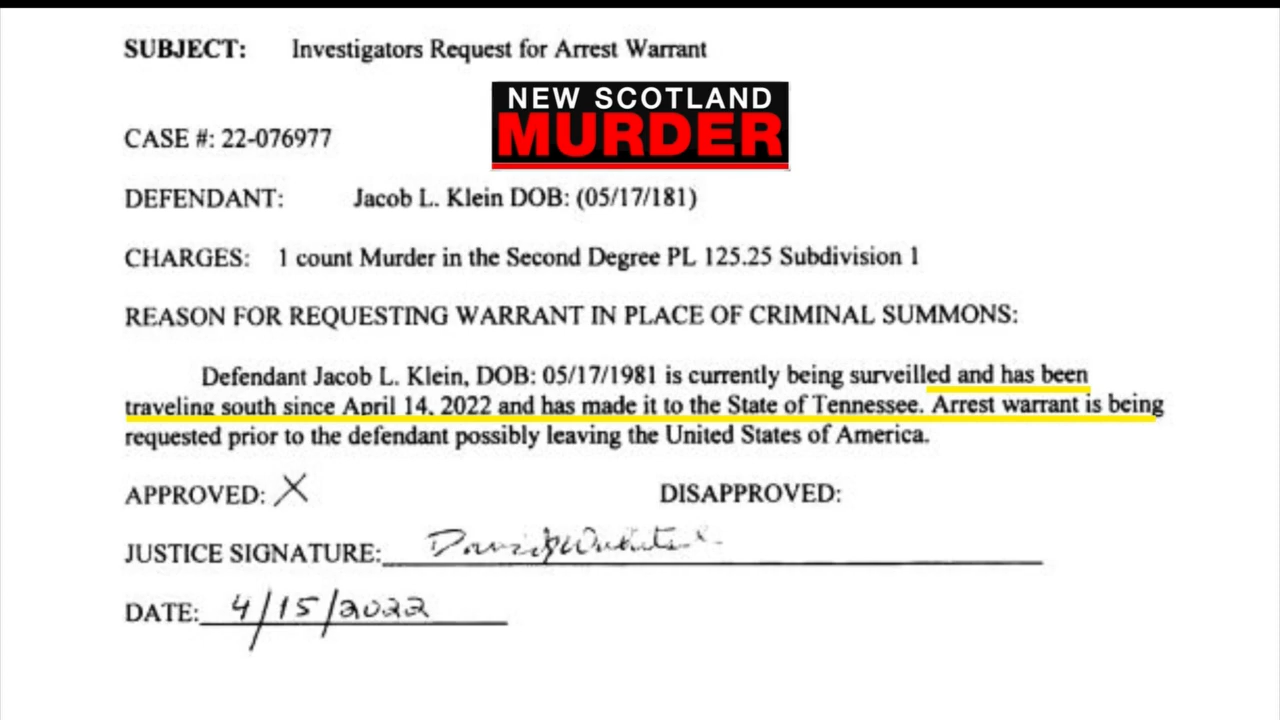 SUBJECT: Investigators Request for Arrest Warrant
NEW SCOTLAND
MURDER
CASE #: 22-076977
DEFENDANT: Jacob L. Klein DOB: (05/17/181)
CHARGES: 1 count Murder in the Second Degree PL 125.25 Subdivision 1
REASON FOR REQUESTING WARRANT IN PLACE OF CRIMINAL SUMMONS:
Defendant Jacob L. Klein, DOB: 05/17/1981 is currently being surveilled and has been
traveling south since April 14, 2022 and has made it to the State of Tennessee. Arrest warrant is being
requested prior to the defendant possibly leaving the United States of America.
APPROVED: X DISAPPROVED:
JUSTICE SIGNATURE: David
DATE: 4/15/2022